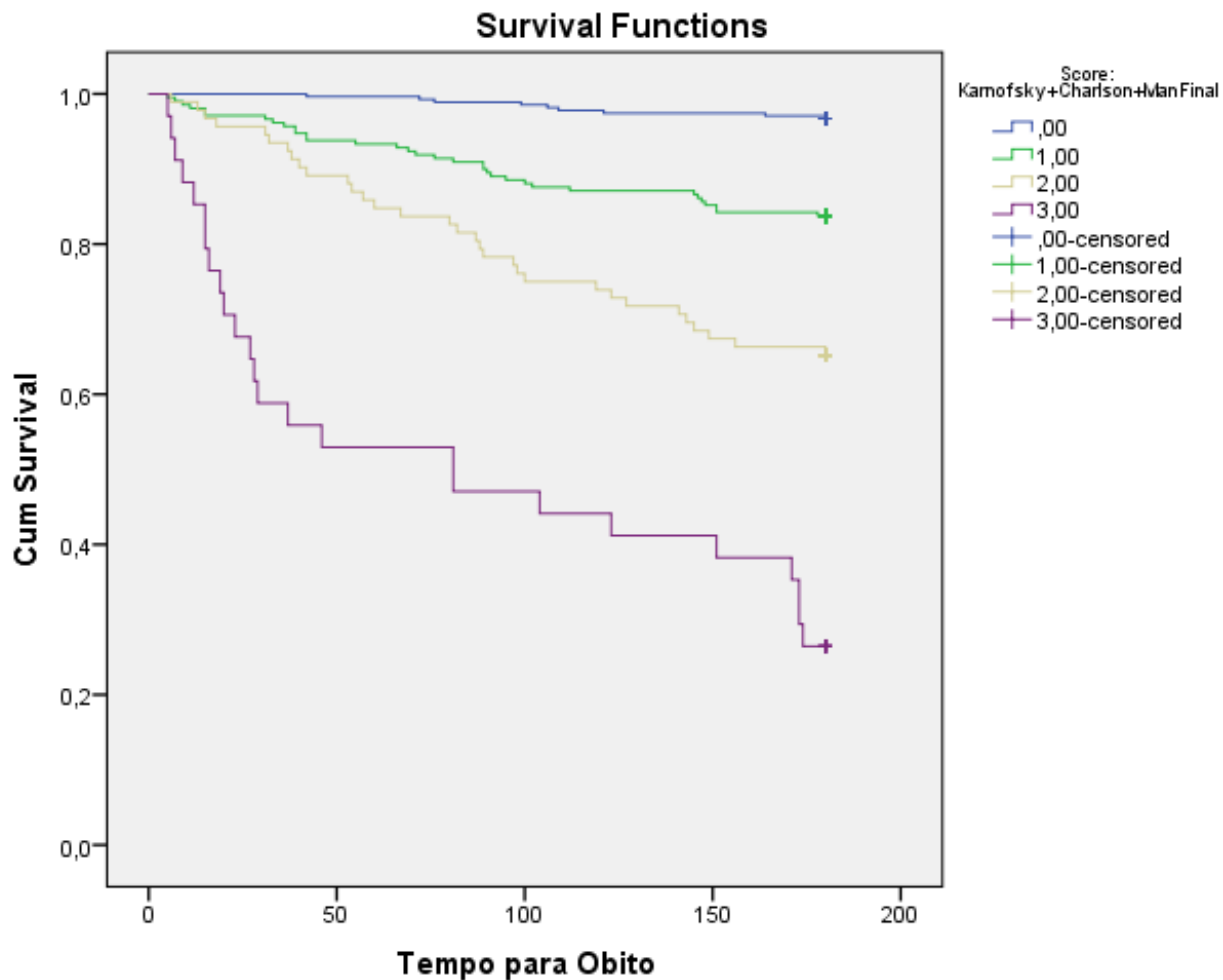 Survival Functions
Score:
Karnofsky+Charlson+ManFinal
,00
1,00
2,00
3,00
,00-censored
1,00-censored
2,00-censored
3,00-censored
Cum Survival
1,0
0,8
0,6
0,4
0,2
0,0
0
50
100
150
200
Tempo para Obito